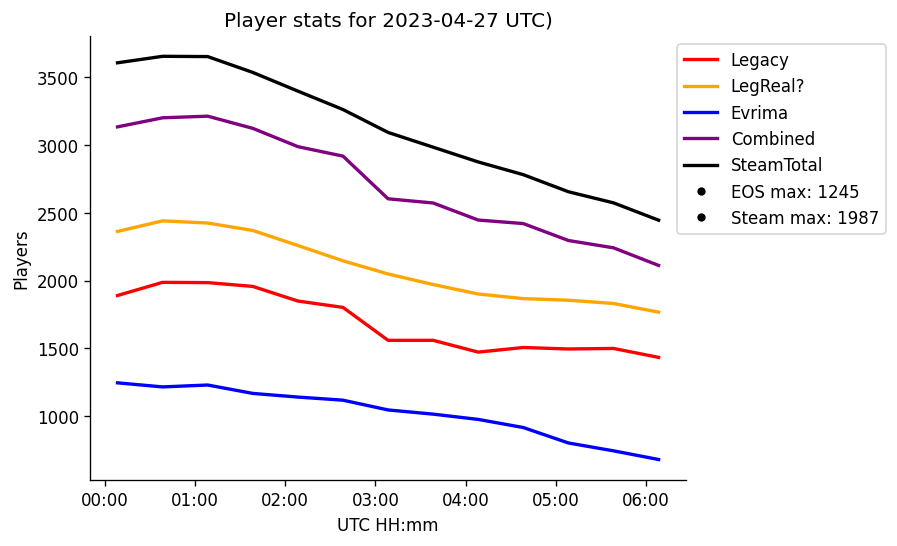 Player stats for 2023-04-27 UTC)
Legacy
LegReal?
Evrima
Combined
SteamTotal
EOS max: 1245
Steam max: 1987
Players
3500
3000
2500
2000
1500
1000
00:00 01:00 02:00 03:00 04:00 05:00 06:00
UTC HH:mm